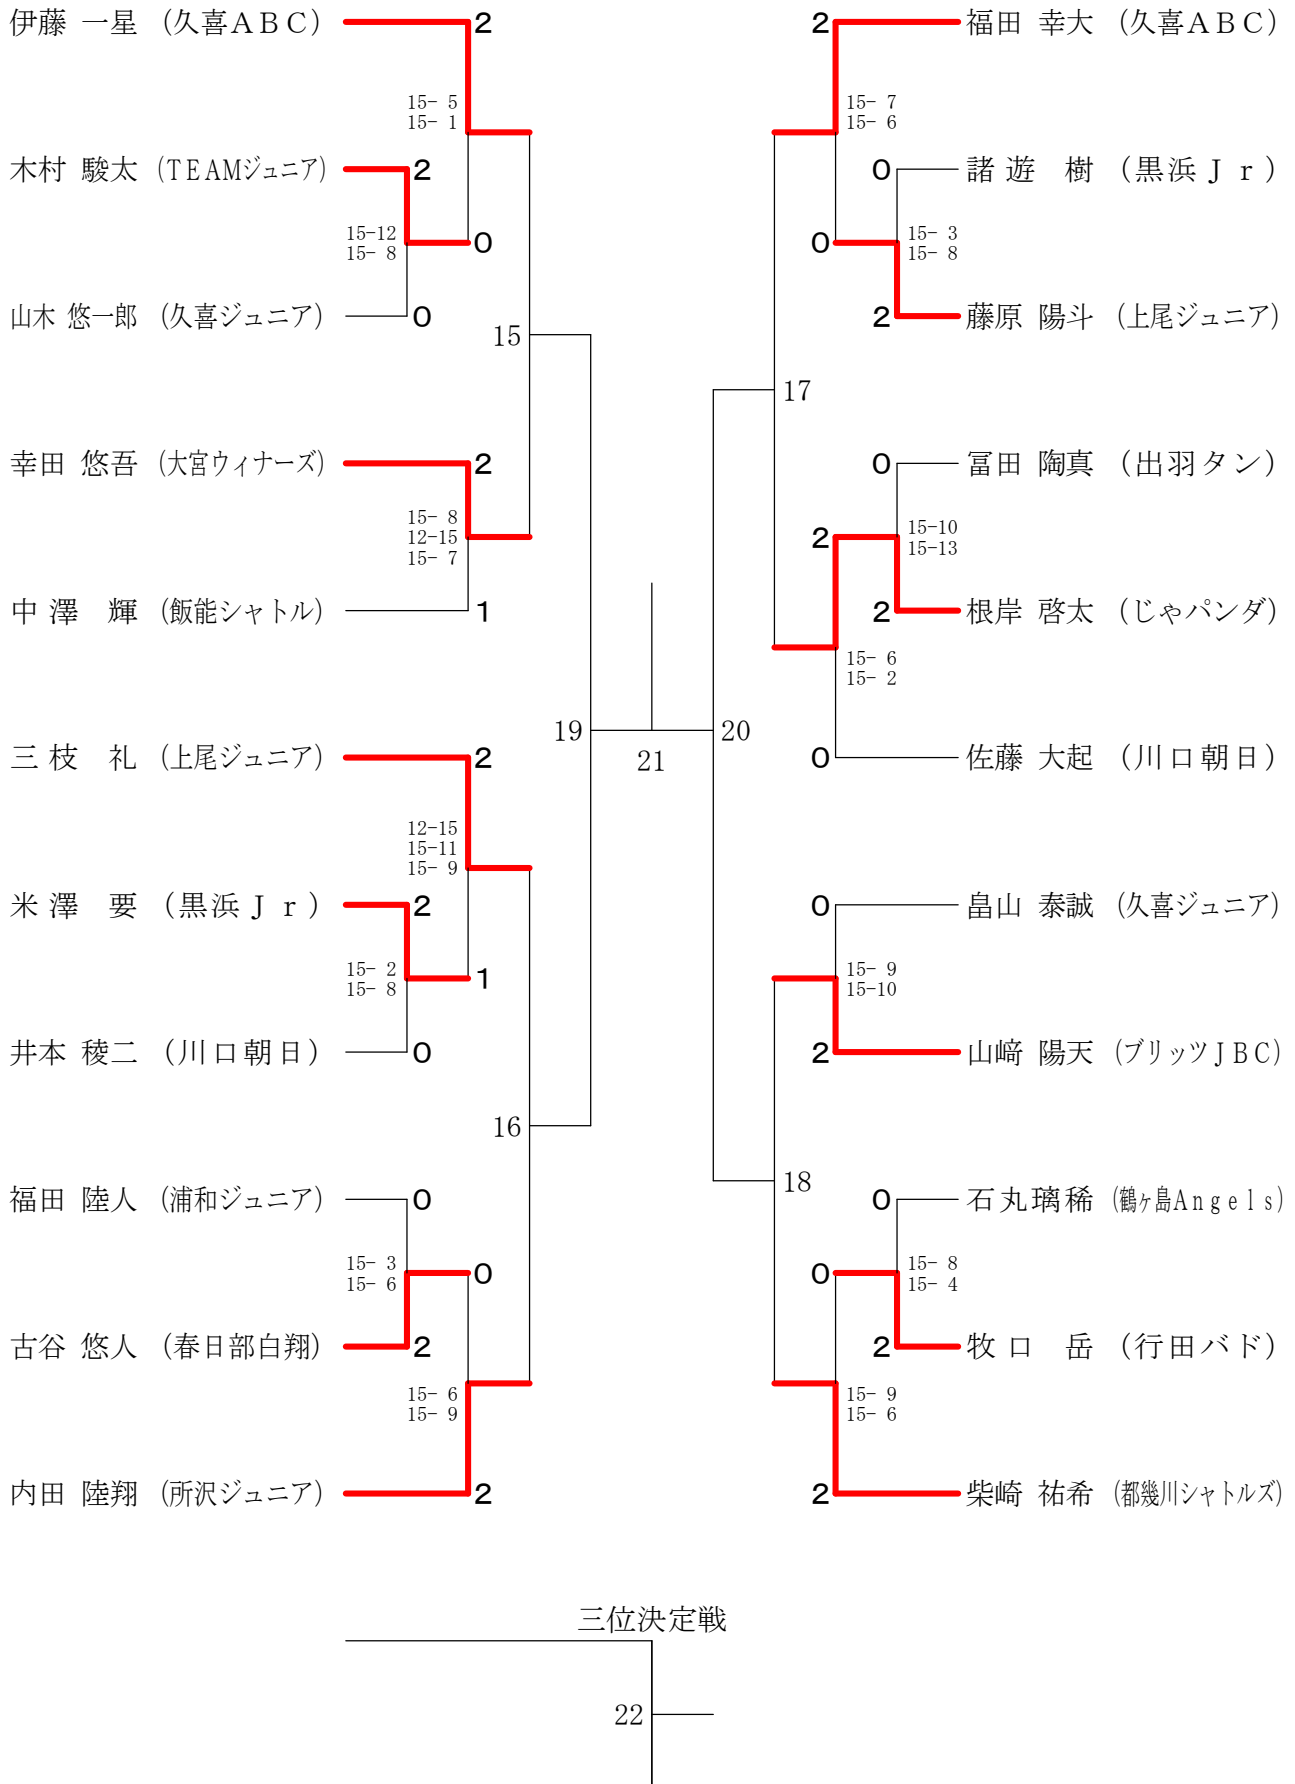 伊藤 一星 (久喜ABC) 2
15- 5
15- 1
木村 駿太 (TEAMジュニア) 2
15-12
15- 8
0
山木 悠一郎 (久喜ジュニア) 0
15
幸田 悠吾 (大宮ウィナーズ) 2
15- 8
12-15
15- 7
中澤 輝 (飯能シャトル) 1
19
三枝 礼 (上尾ジュニア) 2
12-15
15-11
15- 9
米澤 要 (黒浜Jr) 2
15- 2
15- 8
1
井本 稜二 (川口朝日) 0
16
福田 陸人 (浦和ジュニア) 0
15- 3
15- 6
0
古谷 悠人 (春日部白翔) 2
15- 6
15- 9
内田 陸翔 (所沢ジュニア) 2
21
2 福田 幸大 (久喜ABC)
15- 7
15- 6
0 諸遊 樹 (黒浜Jr)
0
15- 3
15- 8
2 藤原 陽斗 (上尾ジュニア)
17
0 冨田 陶真 (出羽タン)
2
15-10
15-13
2 根岸 啓太 (じゃパンダ)
15- 6
15- 2
20
0 佐藤 大起 (川口朝日)
0 畠山 泰誠 (久喜ジュニア)
15- 9
15-10
2 山﨑 陽天 (ブリッツJBC)
18
0 石丸璃稀 (鶴ヶ島Angels)
0
15- 8
15- 4
2 牧口 岳 (行田バド)
15- 9
15- 6
2 柴崎 祐希 (都幾川シャトルズ)
三位決定戦
22